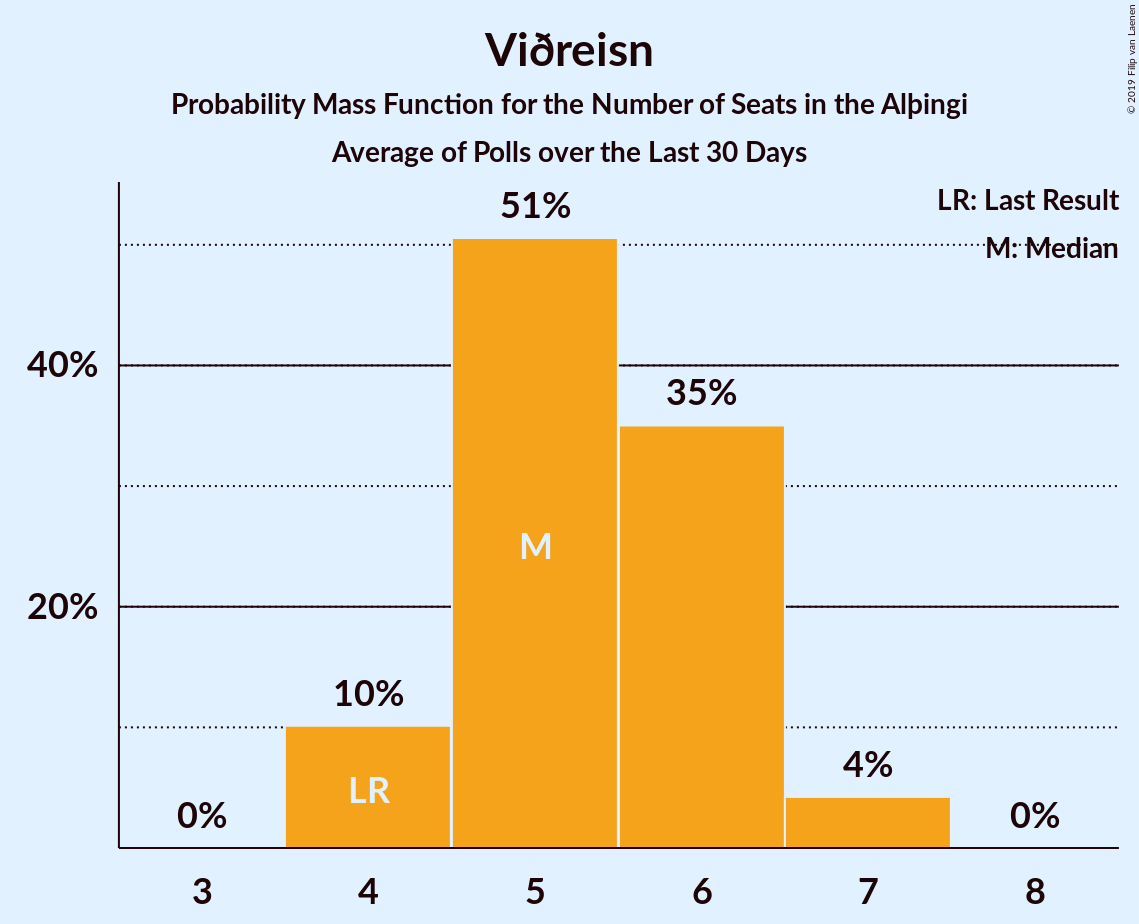 Viðreisn
Probability Mass Function for the Number of Seats in the Alþingi
Average of Polls over the Last 30 Days
© 2019 Filip van Laenen
LR: Last Result
M: Median
51%
40%
35%
M
20%
10%
4%
LR
0%
0%
3 4 5 6 7 8